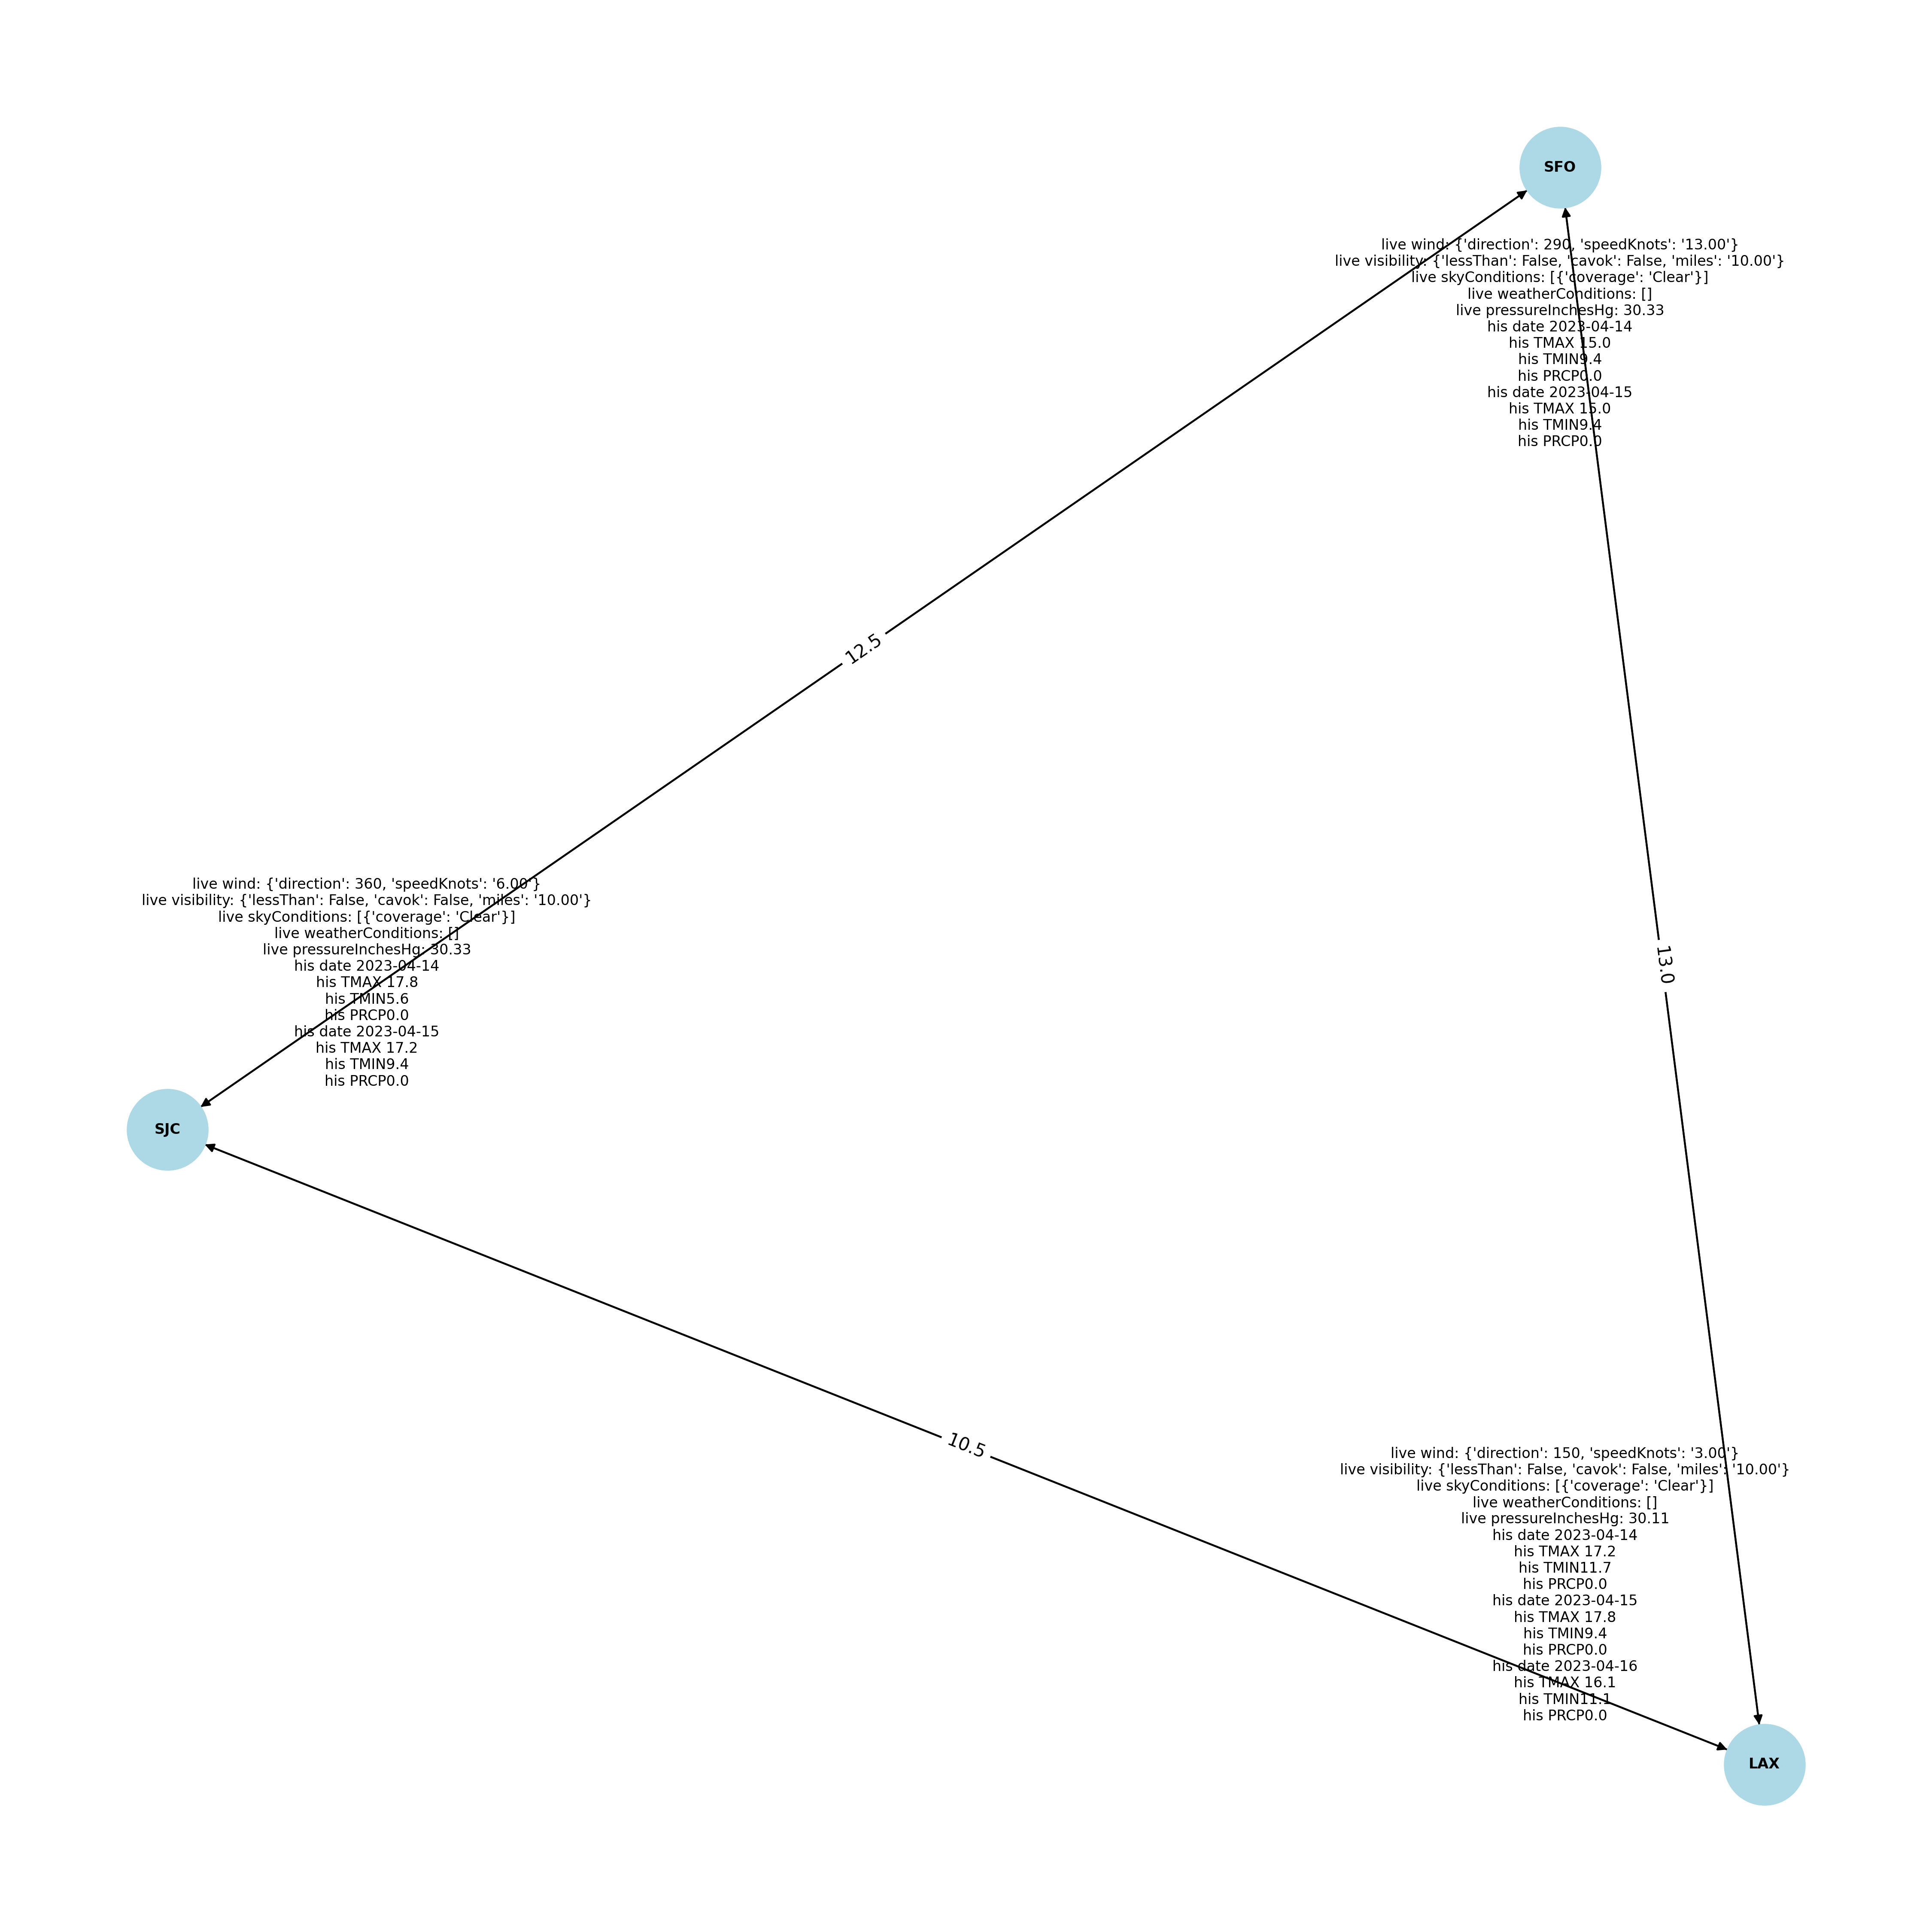 SFO
live wind: {'direction': 290, 'speedKnots': '13.00'}
live visibility: {'lessThan': False, 'cavok': False, 'miles': '10.00'}
live skyConditions: [{'coverage': 'Clear'}]
live weatherConditions: []
live pressureInchesHg: 30.33
his date 2023-04-14
his TMAX 15.0
his TMIN9.4
his PRCP0.0
his date 2023-04-15
his TMAX 15.0
his TMIN9.4
his PRCP0.0
12.5
live wind: {'direction': 360, 'speedKnots': '6.00'}
live visibility: {'lessThan': False, 'cavok': False, 'miles': '10.00'}
live skyConditions: [{'coverage': 'Clear'}]
live weatherConditions: []
live pressureInchesHg: 30.33
his date 2023-04-14
his TMAX 17.8
his TMIN5.6
his PRCP0.0
his date 2023-04-15
his TMAX 17.2
his TMIN9.4
his PRCP0.0
13.0
SJC
10.5
live wind: {'direction': 150, 'speedKnots': '3.00'}
live visibility: {'lessThan': False, 'cavok': False, 'miles': '10.00'}
live skyConditions: [{'coverage': 'Clear'}]
live weatherConditions: []
live pressureInchesHg: 30.11
his date 2023-04-14
his TMAX 17.2
his TMIN11.7
his PRCP0.0
his date 2023-04-15
his TMAX 17.8
his TMIN9.4
his PRCP0.0
his date 2023-04-16
his TMAX 16.1
his TMIN11.1
his PRCP0.0
LAX